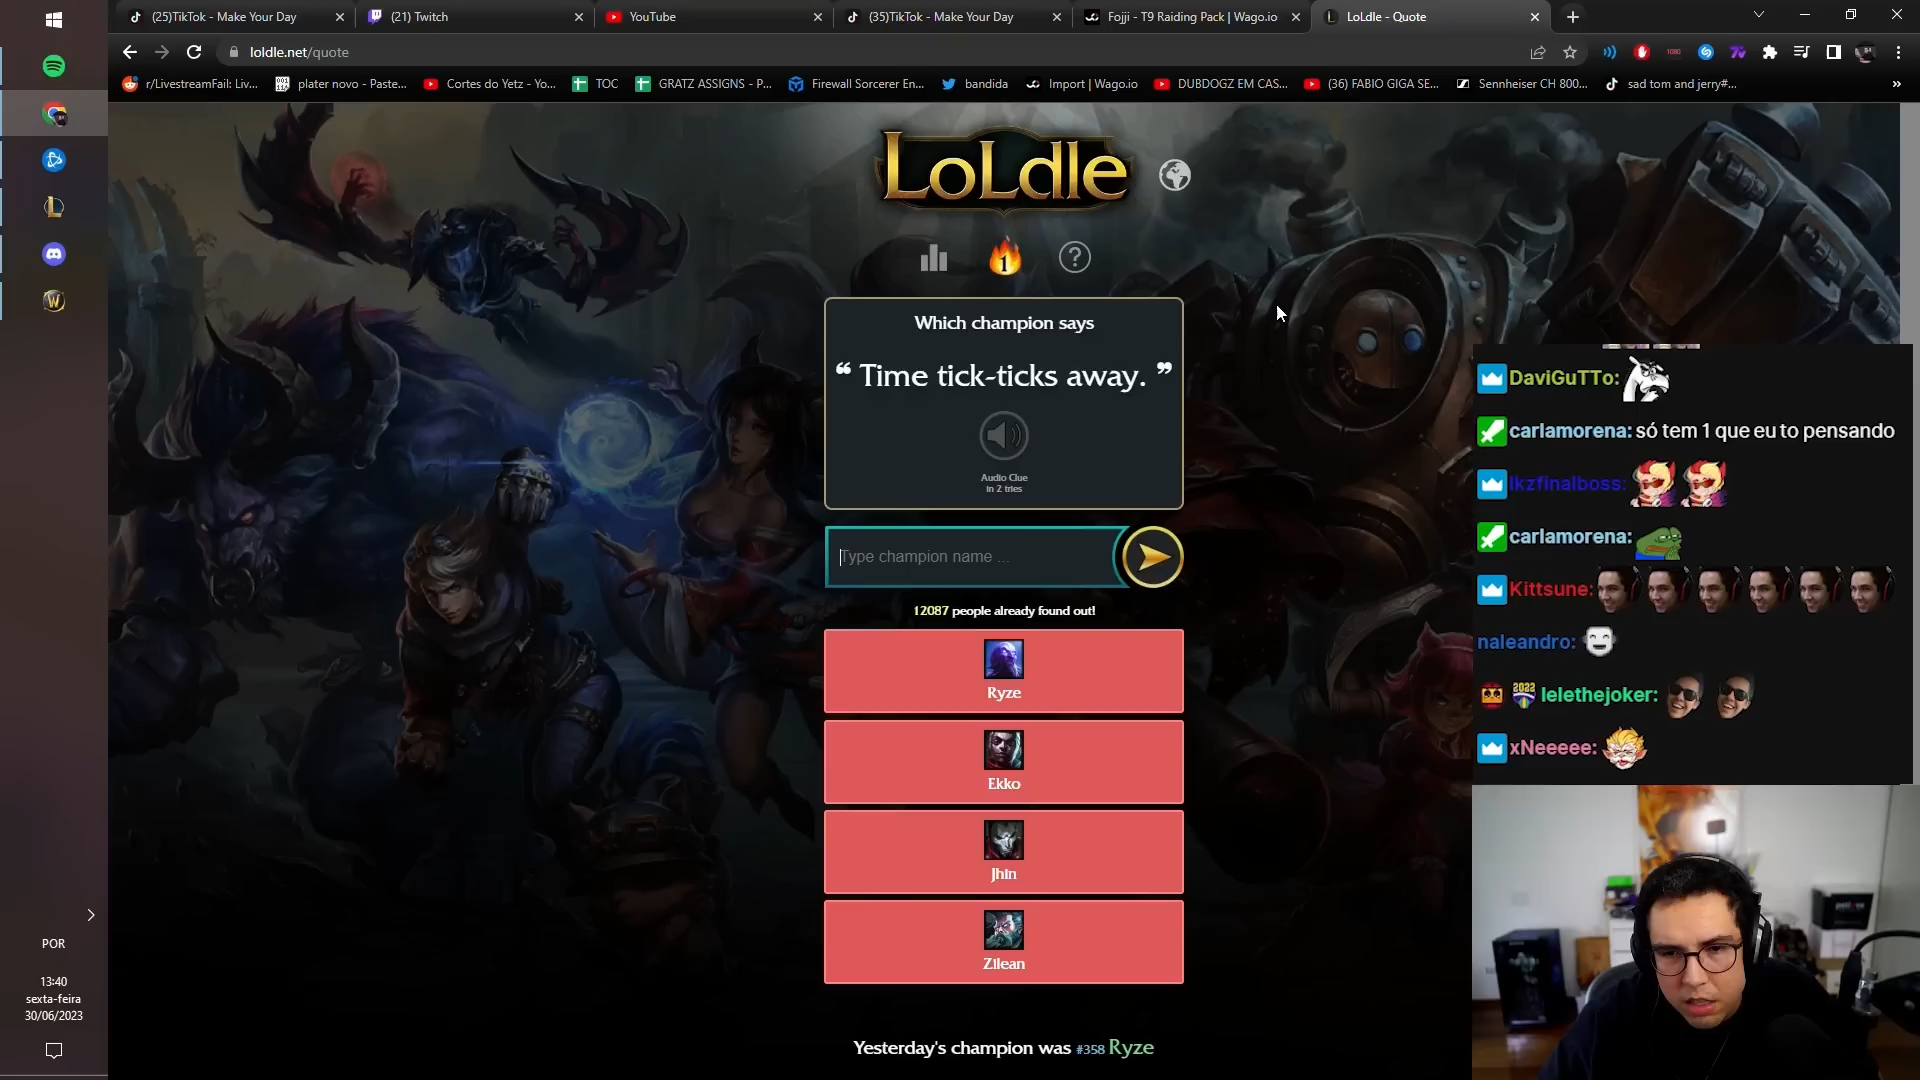 (25)TikTok - Make Your Day
(21) Twitch
YouTube
(35)TikTok - Make Your Day
Fojji - T9 Raiding Pack | Wago.io
LoLdle - Quote
loldle.net/quote
r/LivestreamFail: Liv...
plater novo - Paste...
Cortes do Yetz - Yo...
TOC
GRATZ ASSIGNS - P...
Firewall Sorcerer En...
bandida
Import | Wago.io
DUBDOGZ EM CAS...
(36) FABIO GIGA SE...
Sennheiser CH 800...
sad tom and jerry#...
»
LoLdle
1
?
Which champion says
“ Time tick-ticks away. ”
Audio Clue
in 2 tries
Type champion name ...
12087 people already found out!
Ryze
Ekko
Jhin
Zilean
Yesterday's champion was #358 Ryze
DaviGuTTo:
carlamorena: só tem 1 que eu to pensando
lkzfinalboss:
carlamorena:
Kittsune:
naleandro:
2022 lelethejoker:
xNeeeee:
POR
13:40
sexta-feira
30/06/2023